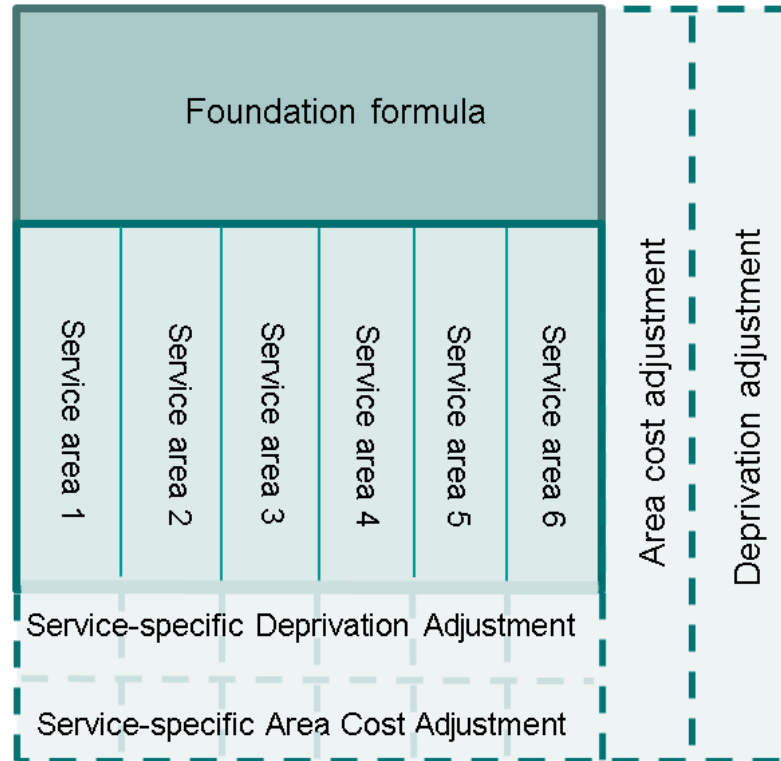 Foundation formula
Service area 1
Service area 2
Service area 3
Service area 4
Service area 5
Service area 6
Area cost adjustment
Deprivation adjustment
Service-specific Deprivation Adjustment
Service-specific Area Cost Adjustment